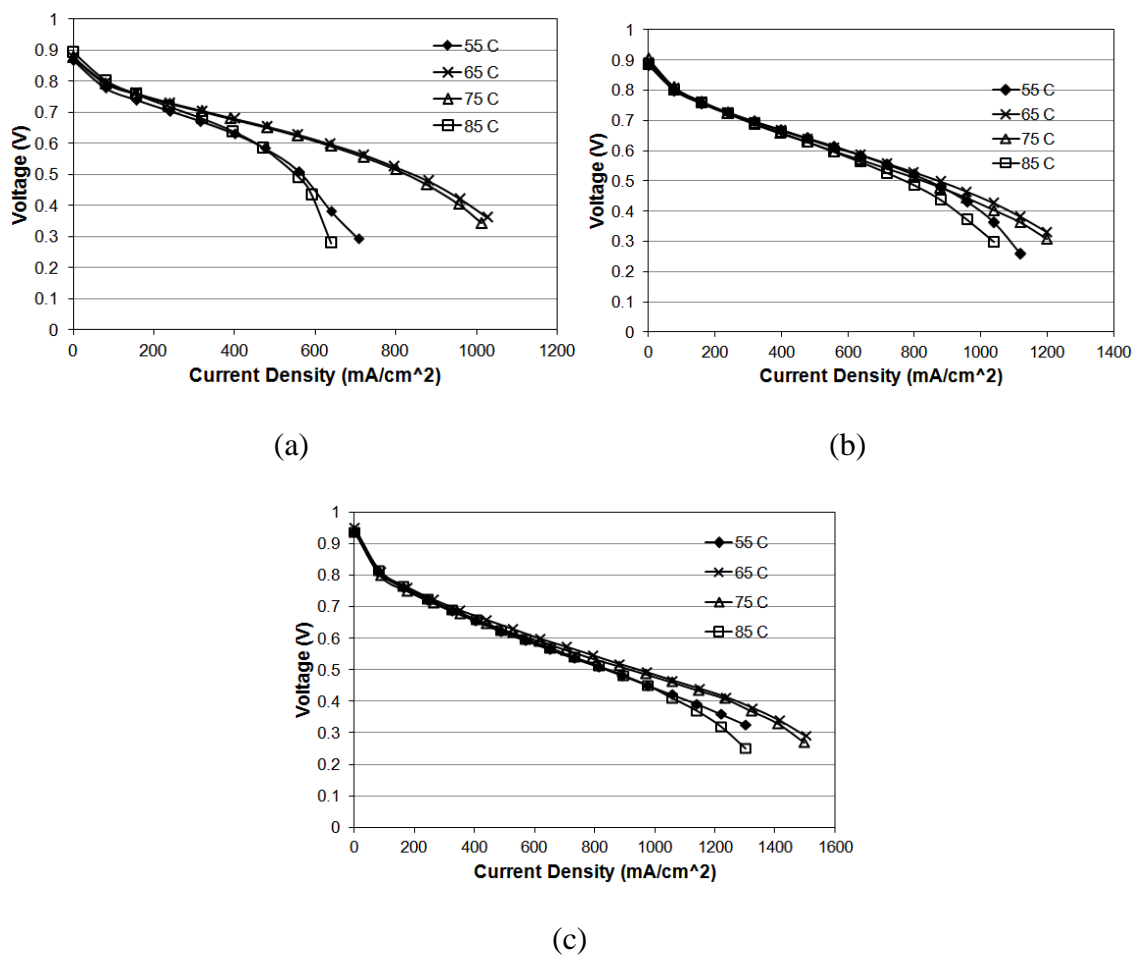 1
0.9
0.8
0.7
0.6
0.5
0.4
0.3
0.2
0.1
0
Voltage (V)
0 200 400 600 800 1000 1200
Current Density (mA/cm^2)
55 C
65 C
75 C
85 C
(a)
1
0.9
0.8
0.7
0.6
0.5
0.4
0.3
0.2
0.1
0
Voltage (V)
0 200 400 600 800 1000 1200 1400
Current Density (mA/cm^2)
55 C
65 C
75 C
85 C
(b)
1
0.9
0.8
0.7
0.6
0.5
0.4
0.3
0.2
0.1
0
Voltage (V)
0 200 400 600 800 1000 1200 1400 1600
Current Density (mA/cm^2)
55 C
65 C
75 C
85 C
(c)